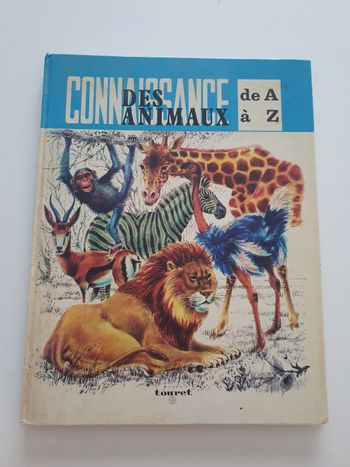 CONNAISSANCE
DES
ANIMAUX
de A
à Z
touret